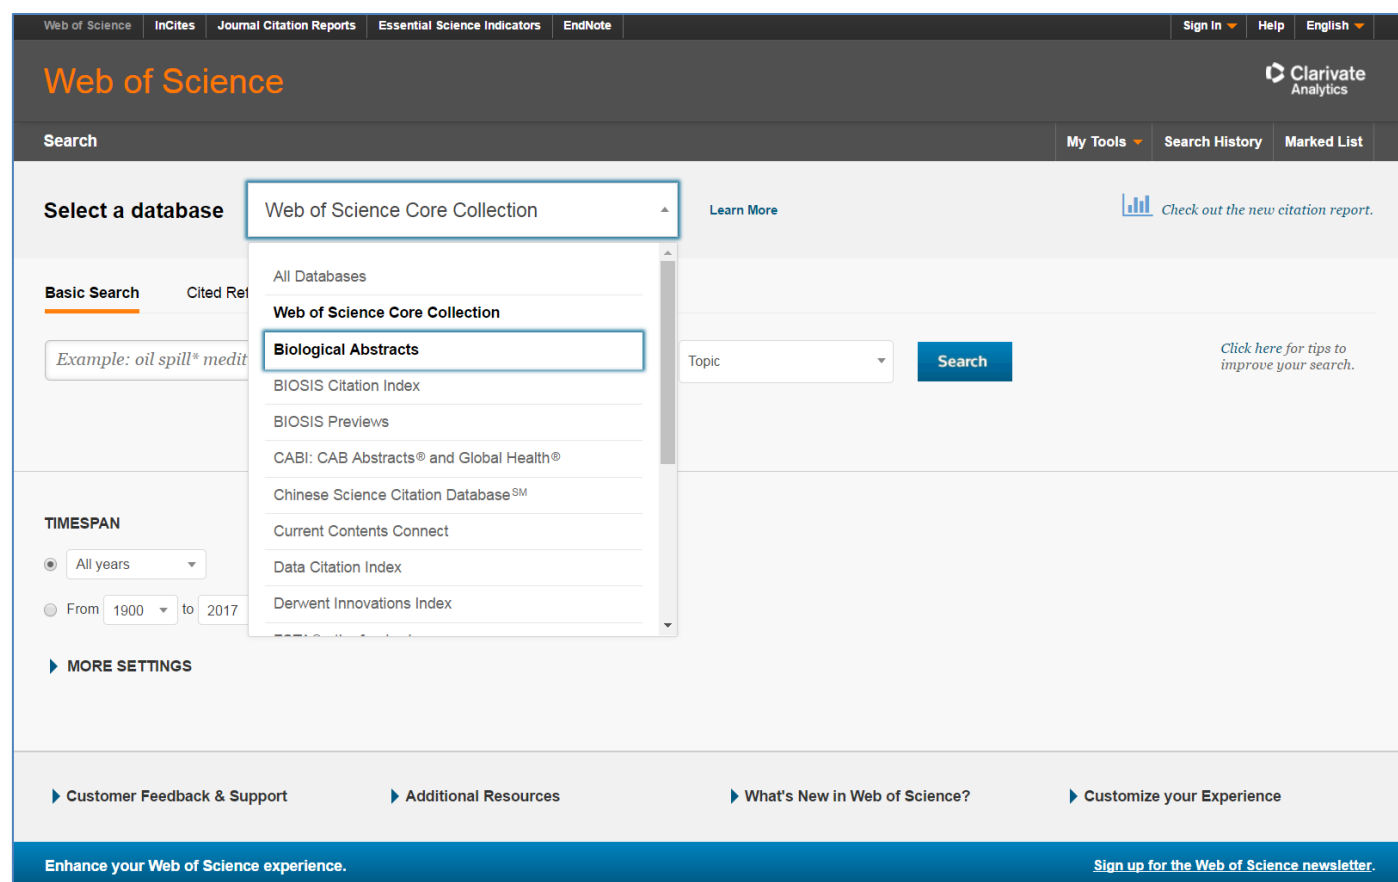 Web of Science InCites Journal Citation Reports Essential Science Indicators EndNote Sign In Help English
Web of Science
Clarivate
Analytics
Search My Tools Search History Marked List
Select a database Web of Science Core Collection Learn More Check out the new citation report.
All Databases
Basic Search Cited Ref
Web of Science Core Collection
Biological Abstracts
Example: oil spill* medit Topic Search Click here for tips to
improve your search.
BIOSIS Citation Index
BIOSIS Previews
CABI: CAB Abstracts® and Global Health®
Chinese Science Citation Database℠
Current Contents Connect
Data Citation Index
Derwent Innovations Index
TIMESPAN
All years
From 1900 to 2017
MORE SETTINGS
Customer Feedback & Support Additional Resources What's New in Web of Science? Customize your Experience
Enhance your Web of Science experience. Sign up for the Web of Science newsletter.